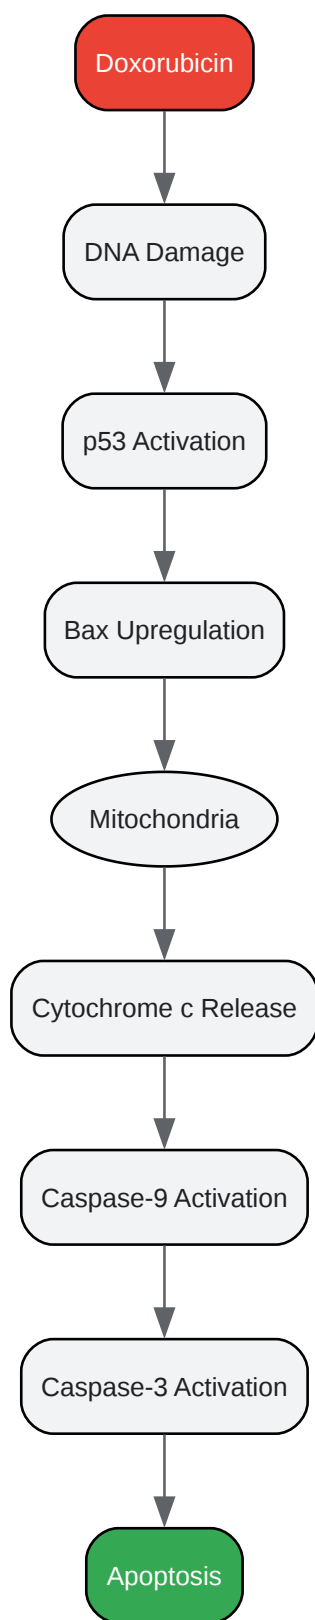 Doxorubicin
DNA Damage
p53 Activation
Bax Upregulation
Mitochondria
Cytochrome c Release
Caspase-9 Activation
Caspase-3 Activation
Apoptosis